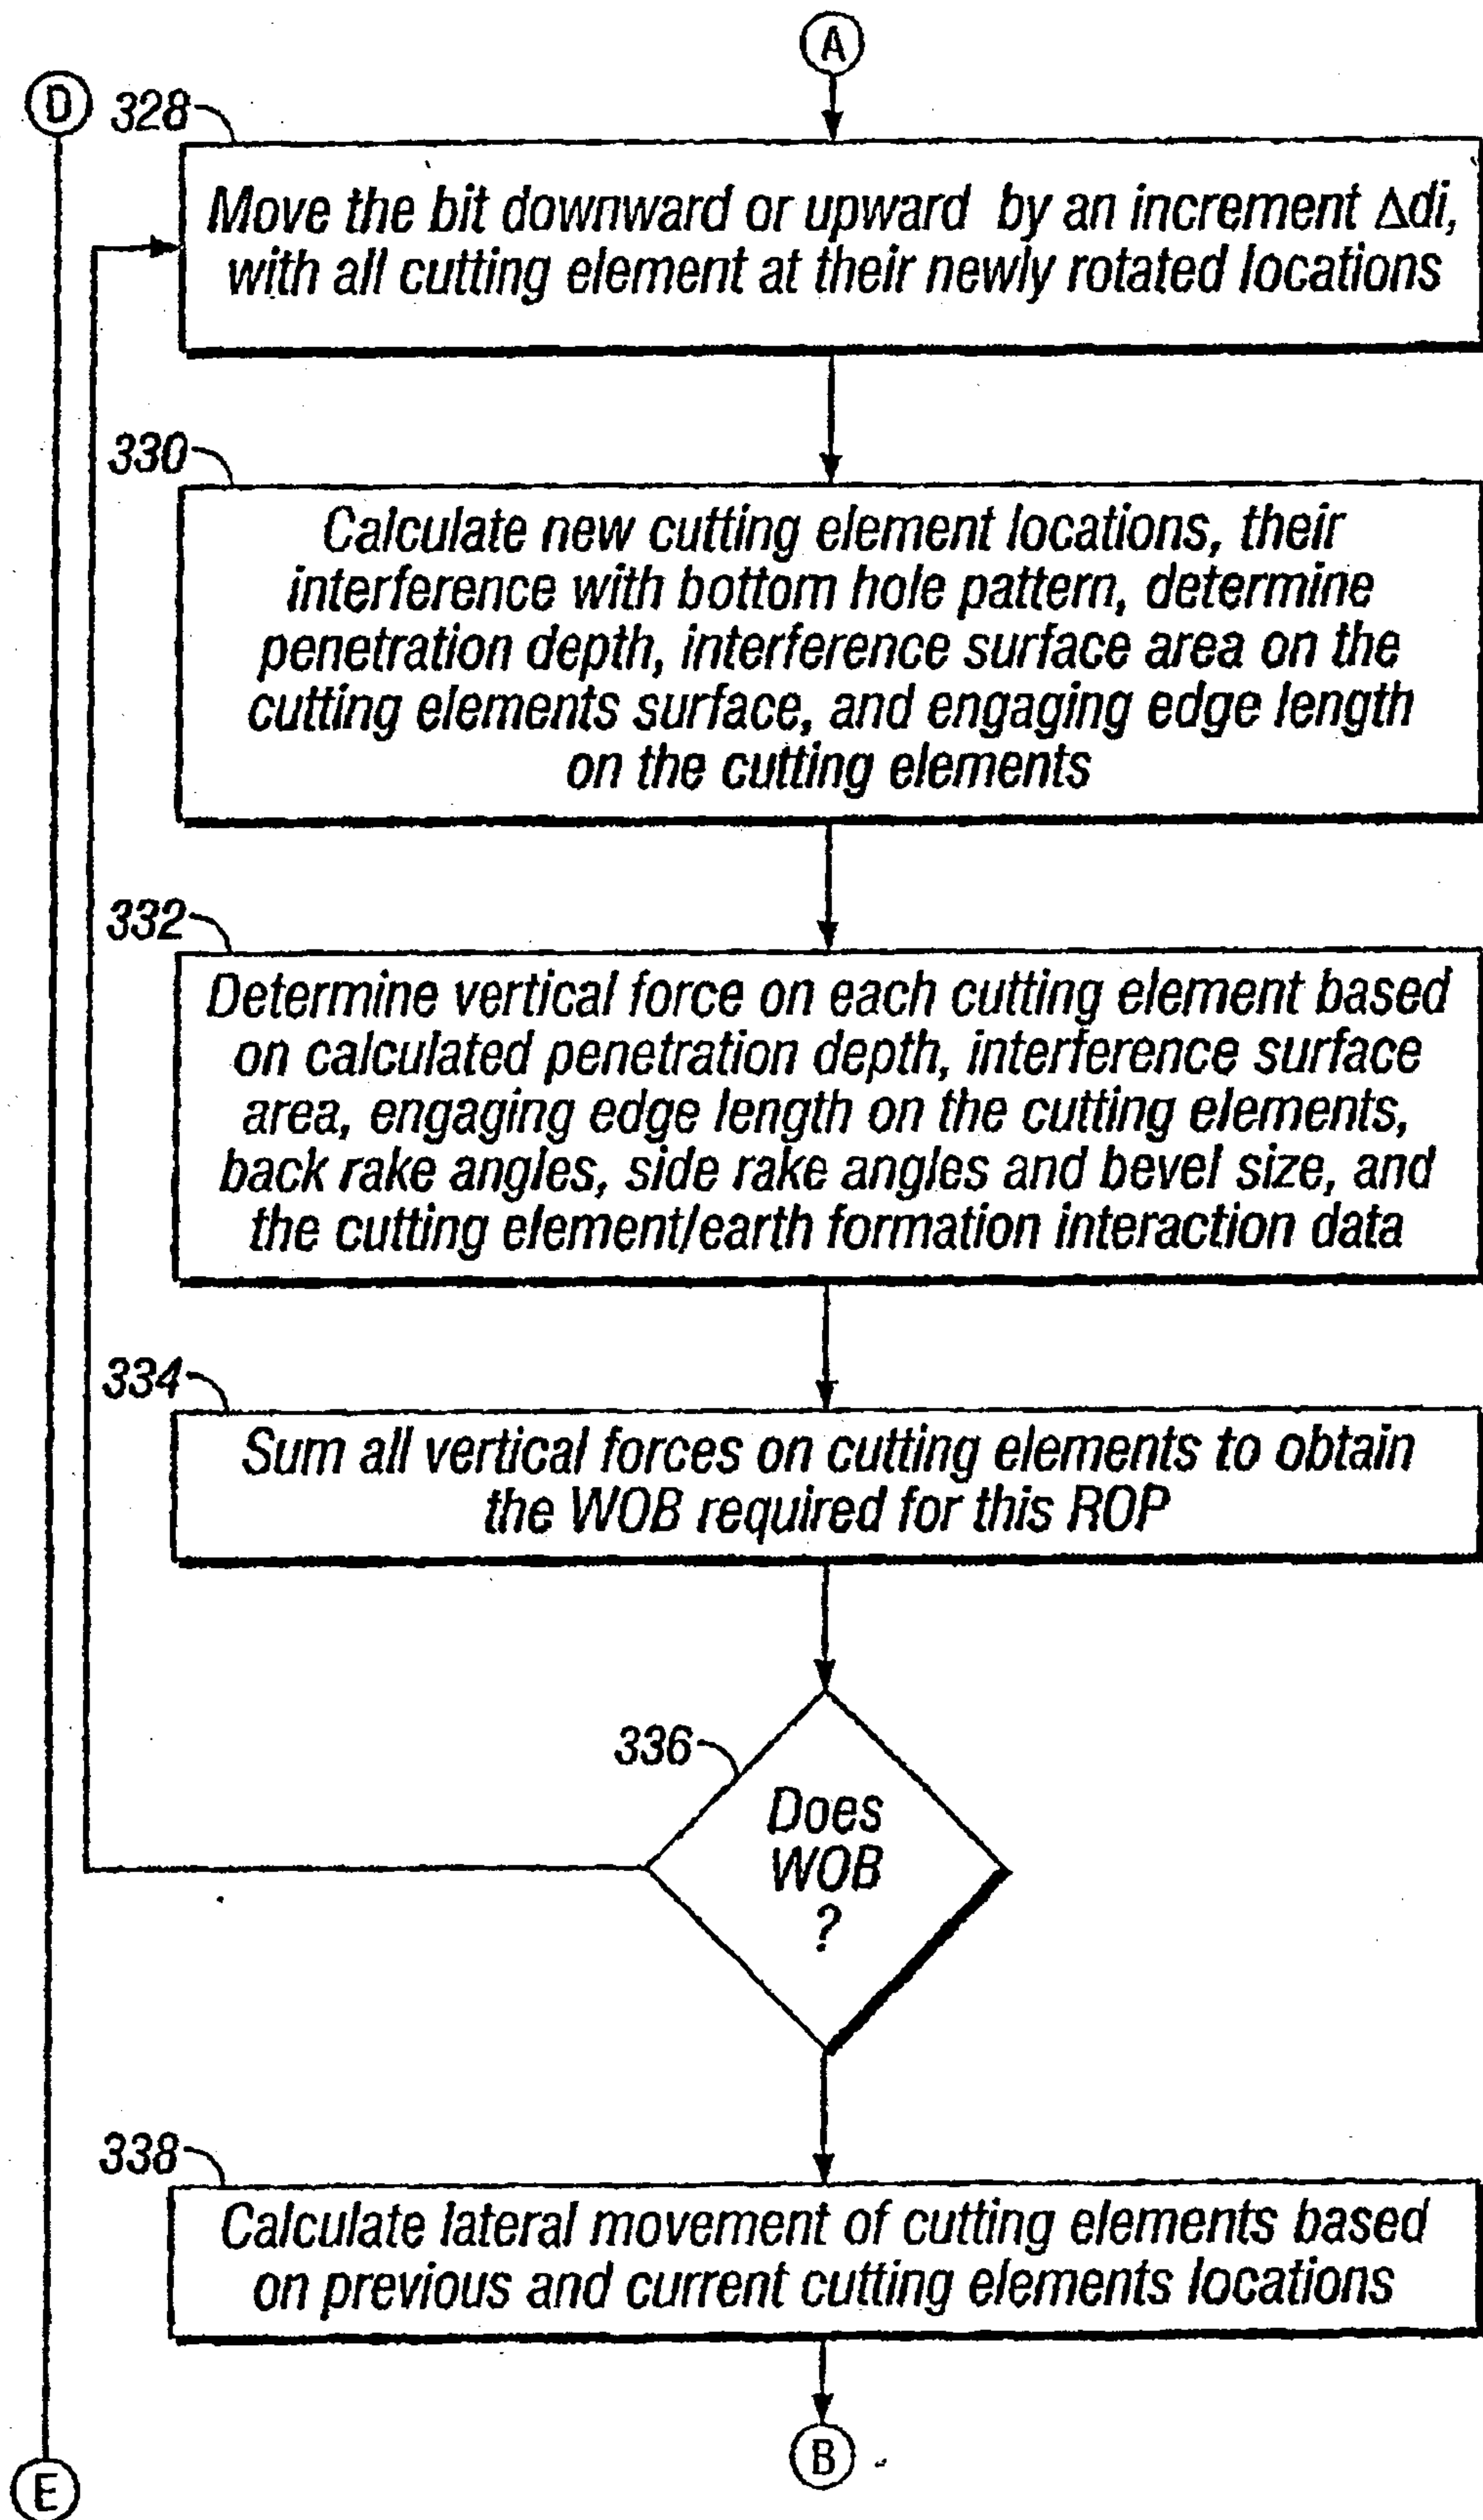 A
D
328
Move the bit downward or upward by an increment Δdi,
with all cutting element at their newly rotated locations
330
Calculate new cutting element locations, their
interference with bottom hole pattern, determine
penetration depth, interference surface area on the
cutting elements surface, and engaging edge length
on the cutting elements
332
Determine vertical force on each cutting element based
on calculated penetration depth, interference surface
area, engaging edge length on the cutting elements,
back rake angles, side rake angles and bevel size, and
the cutting element/earth formation interaction data
334
Sum all vertical forces on cutting elements to obtain
the WOB required for this ROP
336
Does
WOB
?
338
Calculate lateral movement of cutting elements based
on previous and current cutting elements locations
B
E